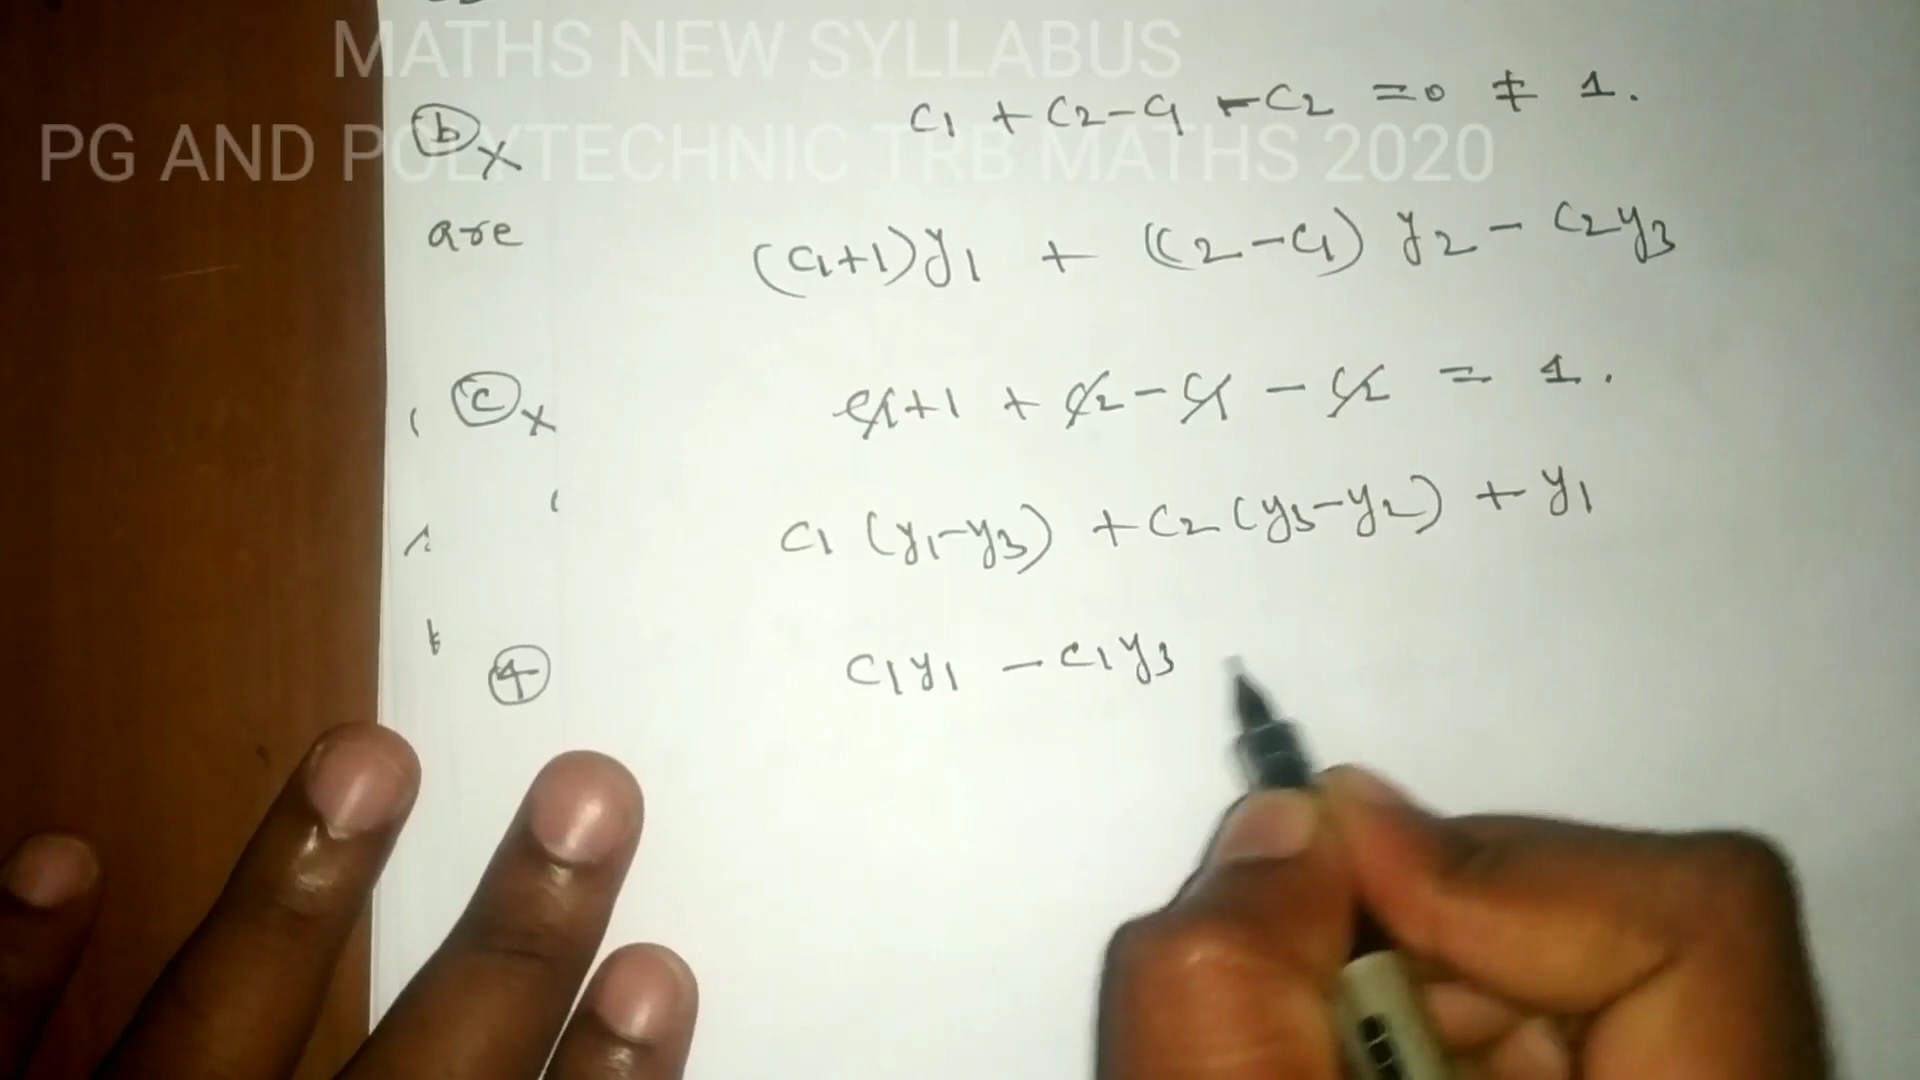 MATHS NEW SYLLABUS
PG AND POLYTECHNIC TRB MATHS 2020
(b) x
c1 + c2 - c1 - c2 = 0 ≠ 1.
are
(c1+1)y1 + (c2-c1) y2 - c2y3
(c) x
c1+1 + c2 - c1 - c2 = 1.
c1 (y1-y3) + c2 (y3-y2) + y1
c1y1 - c1y3